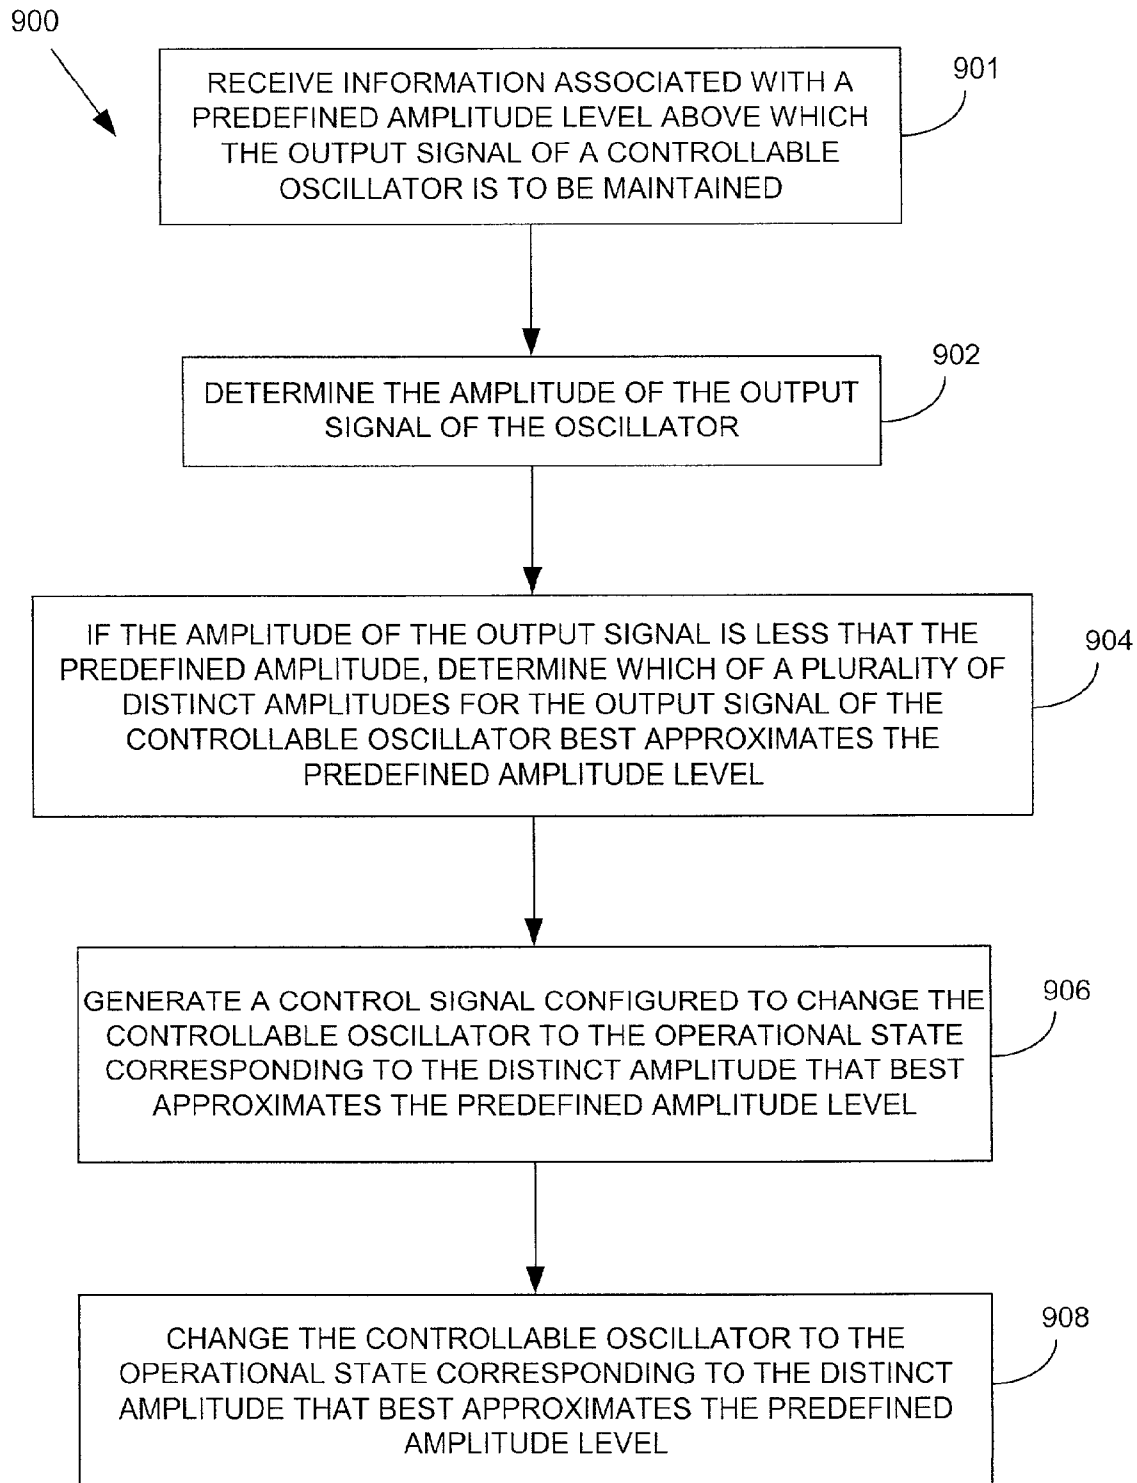 900
RECEIVE INFORMATION ASSOCIATED WITH A
PREDEFINED AMPLITUDE LEVEL ABOVE WHICH
THE OUTPUT SIGNAL OF A CONTROLLABLE
OSCILLATOR IS TO BE MAINTAINED
901
DETERMINE THE AMPLITUDE OF THE OUTPUT
SIGNAL OF THE OSCILLATOR
902
IF THE AMPLITUDE OF THE OUTPUT SIGNAL IS LESS THAT THE
PREDEFINED AMPLITUDE, DETERMINE WHICH OF A PLURALITY OF
DISTINCT AMPLITUDES FOR THE OUTPUT SIGNAL OF THE
CONTROLLABLE OSCILLATOR BEST APPROXIMATES THE
PREDEFINED AMPLITUDE LEVEL
904
GENERATE A CONTROL SIGNAL CONFIGURED TO CHANGE THE
CONTROLLABLE OSCILLATOR TO THE OPERATIONAL STATE
CORRESPONDING TO THE DISTINCT AMPLITUDE THAT BEST
APPROXIMATES THE PREDEFINED AMPLITUDE LEVEL
906
CHANGE THE CONTROLLABLE OSCILLATOR TO THE
OPERATIONAL STATE CORRESPONDING TO THE DISTINCT
AMPLITUDE THAT BEST APPROXIMATES THE PREDEFINED
AMPLITUDE LEVEL
908